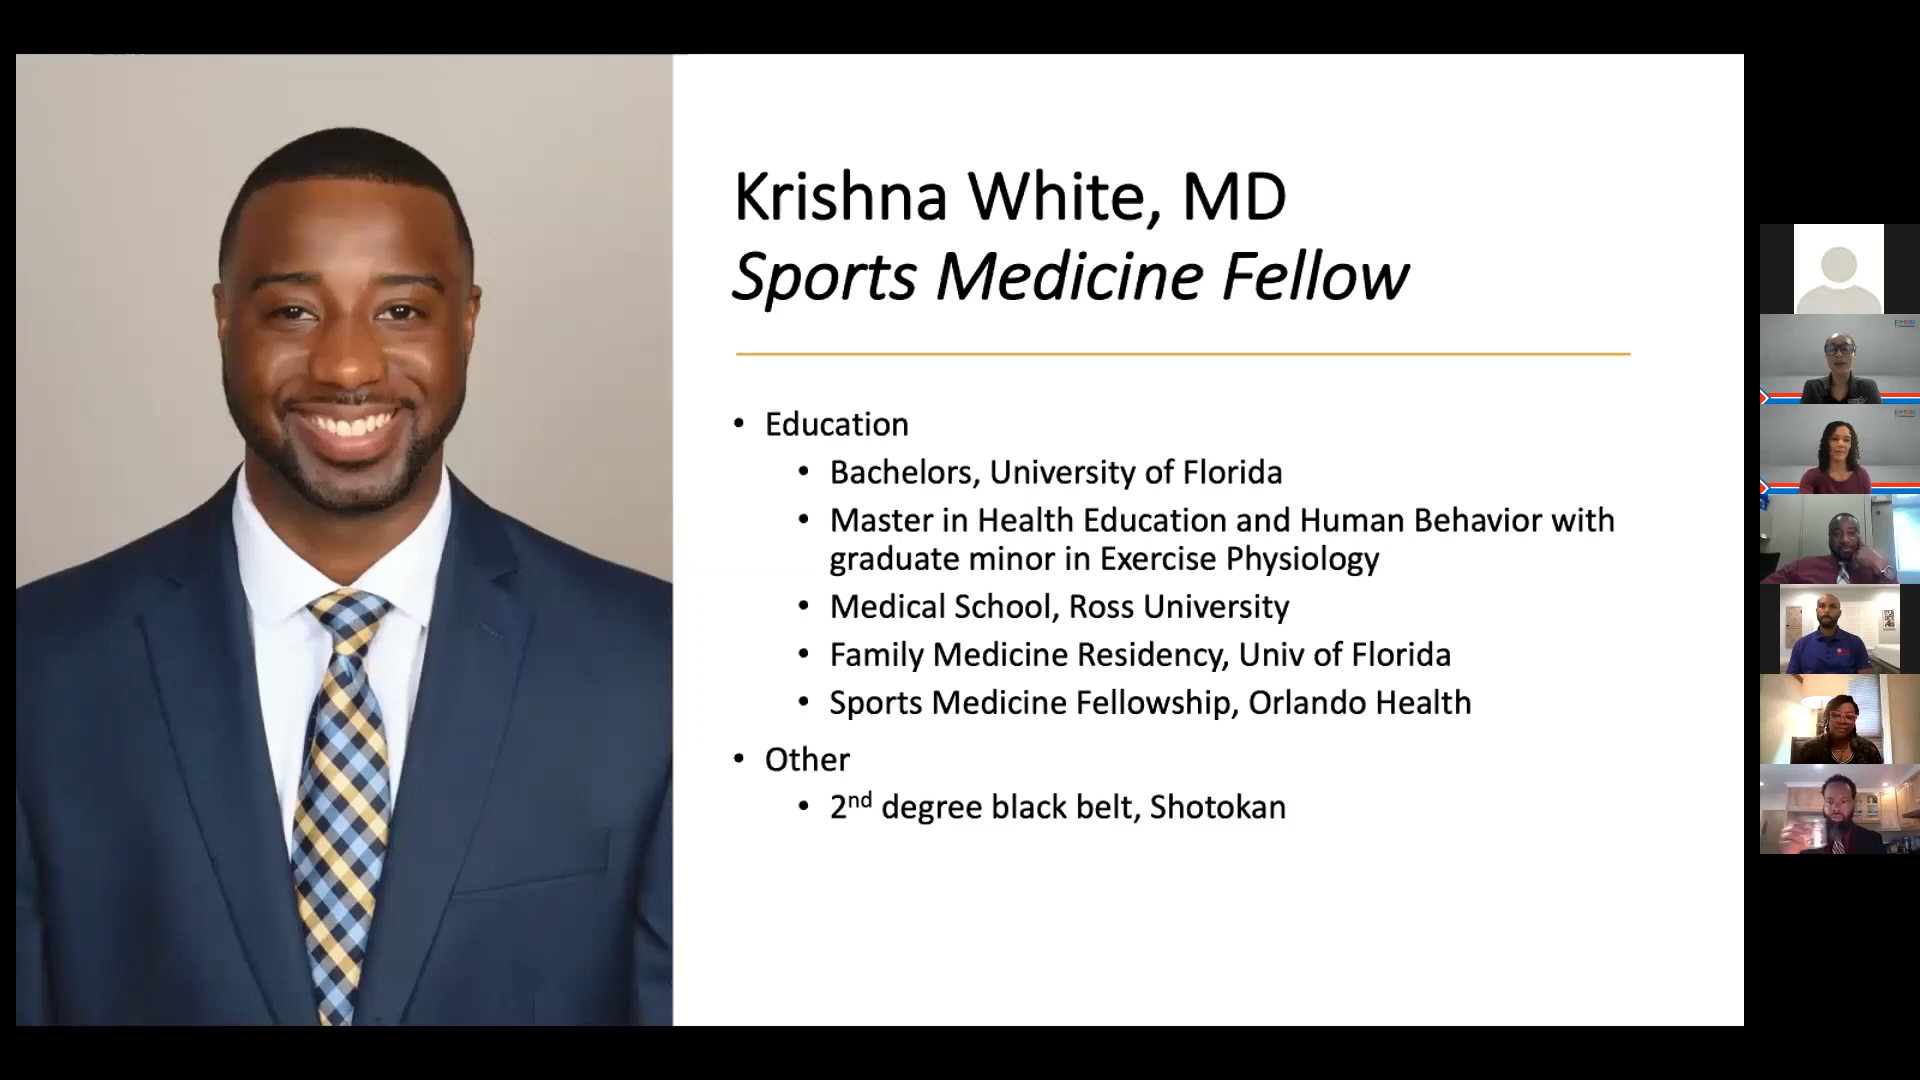 Krishna White, MD
Sports Medicine Fellow
• Education
• Bachelors, University of Florida
• Master in Health Education and Human Behavior with
graduate minor in Exercise Physiology
• Medical School, Ross University
• Family Medicine Residency, Univ of Florida
• Sports Medicine Fellowship, Orlando Health
• Other
• 2nd degree black belt, Shotokan